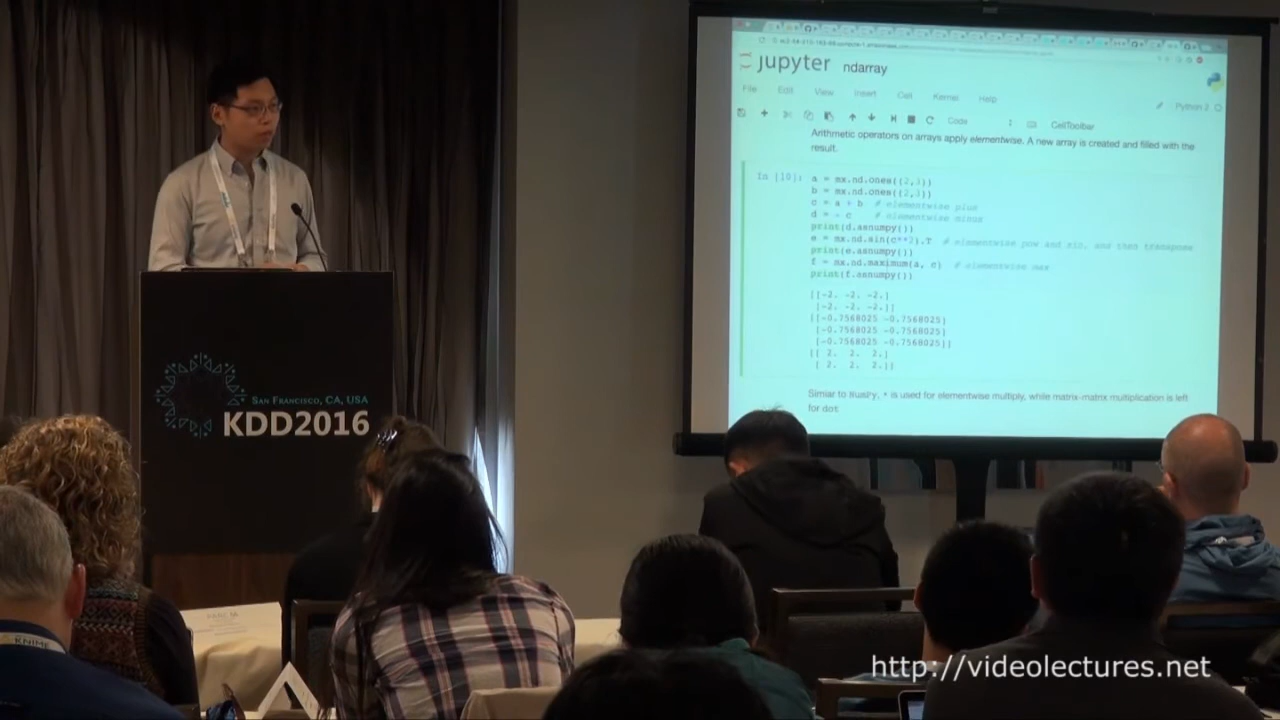 jupyter ndarray
File Edit View Insert Cell Kernel Help
Python 2
Code CellToolbar
Arithmetic operators on arrays apply elementwise. A new array is created and filled with the
result.
In [10]: a = mx.nd.ones((2,3))
b = mx.nd.ones((2,3))
c = a + b # elementwise plus
d = - c # elementwise minus
print(d.asnumpy())
e = mx.nd.sin(c**2).T # elementwise pow and sin, and then transpose
print(e.asnumpy())
f = mx.nd.maximum(a, c) # elementwise max
print(f.asnumpy())
[[-2. -2. -2.]
[-2. -2. -2.]]
[[-0.7568025 -0.7568025]
[-0.7568025 -0.7568025]
[-0.7568025 -0.7568025]]
[[ 2. 2. 2.]
[ 2. 2. 2.]]
Simiar to NumPy, * is used for elementwise multiply, while matrix-matrix multiplication is left
for dot
SAN FRANCISCO, CA, USA
KDD2016
KNIME
http://videolectures.net